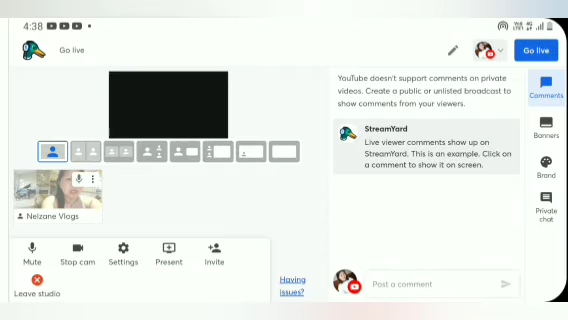 4:38
Go live
Go live
YouTube doesn't support comments on private
videos. Create a public or unlisted broadcast to
show comments from your viewers.
StreamYard
Live viewer comments show up on
StreamYard. This is an example. Click on
a comment to show it on screen.
Comments
Banners
Brand
Private
chat
Nelzane Vlogs
Mute
Stop cam
Settings
Present
Invite
Leave studio
Having
issues?
Post a comment